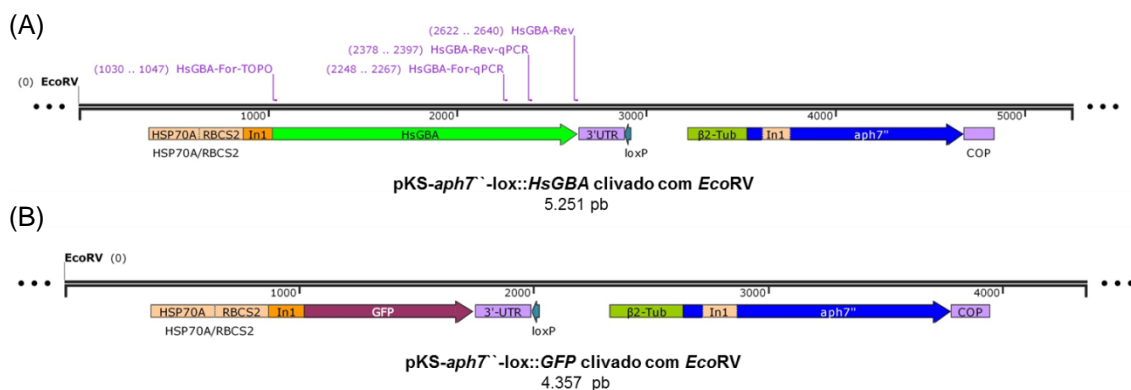 (A)
(2622 .. 2640) HsGBA-Rev
(2378 .. 2397) HsGBA-Rev-qPCR
(0) EcoRV (1030 .. 1047) HsGBA-For-TOPO (2248 .. 2267) HsGBA-For-qPCR
1000 2000 3000 4000 5000
HSP70A RBCS2 In1 HsGBA 3'UTR β2-Tub In1 aph7" COP
HSP70A/RBCS2 loxP
pKS-aph7``-lox::HsGBA clivado com EcoRV
5.251 pb
(B)
EcoRV (0)
1000 2000 3000 4000
HSP70A RBCS2 In1 GFP 3'-UTR β2-Tub In1 aph7" COP
HSP70A/RBCS2 loxP
pKS-aph7``-lox::GFP clivado com EcoRV
4.357 pb